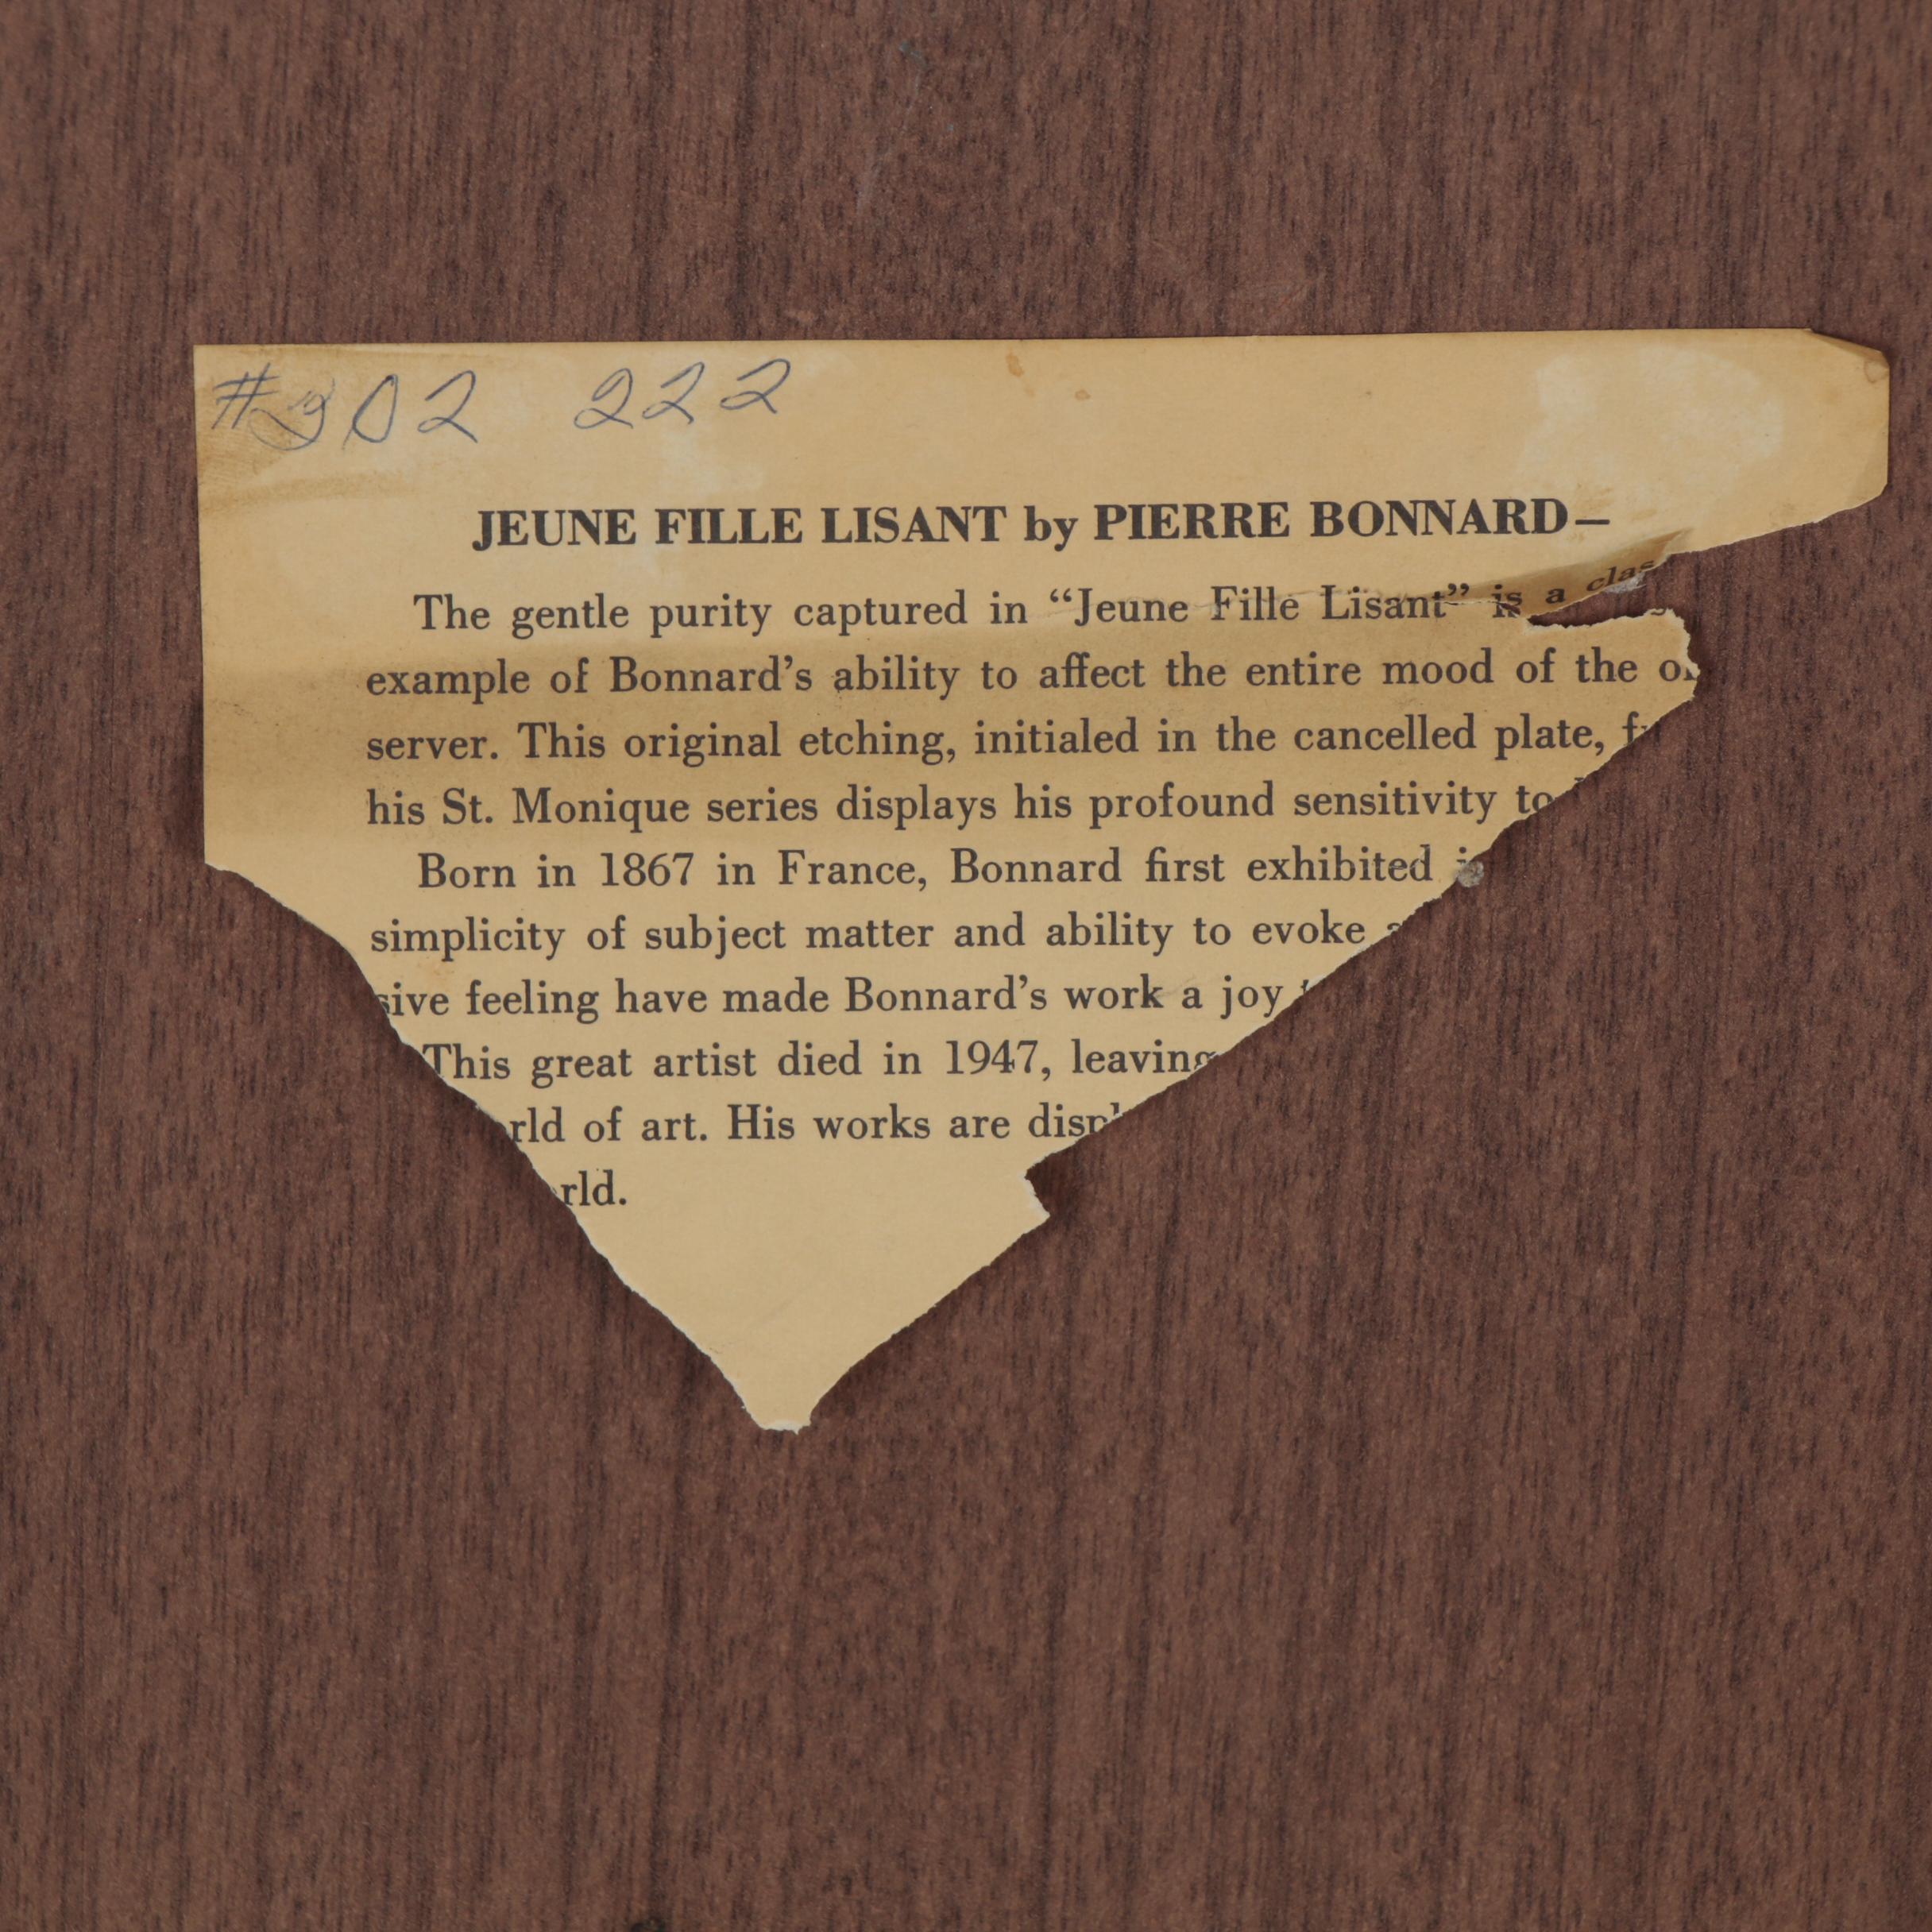 #302 222
JEUNE FILLE LISANT by PIERRE BONNARD—
The gentle purity captured in “Jeune Fille Lisant” is a
example of Bonnard’s ability to affect the entire mood of the
server. This original etching, initialed in the cancelled plate,
his St. Monique series displays his profound sensitivity to
Born in 1867 in France, Bonnard first exhibited
simplicity of subject matter and ability to evoke
sive feeling have made Bonnard’s work a joy
This great artist died in 1947, leaving
of art. His works are